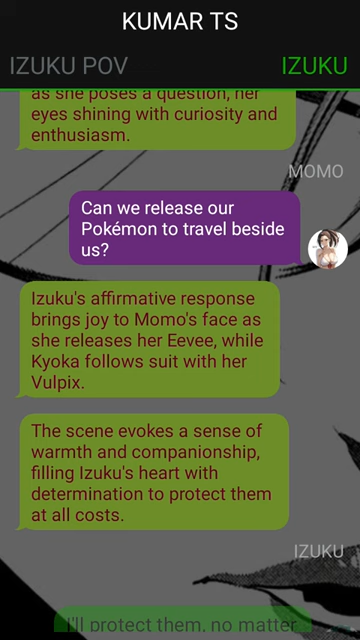 KUMAR TS
IZUKU POV
IZUKU
as she poses a question, her
eyes shining with curiosity and
enthusiasm.
MOMO
Can we release our
Pokémon to travel beside
us?
Izuku's affirmative response
brings joy to Momo's face as
she releases her Eevee, while
Kyoka follows suit with her
Vulpix.
The scene evokes a sense of
warmth and companionship,
filling Izuku's heart with
determination to protect them
at all costs.
IZUKU
I'll protect them, no matter